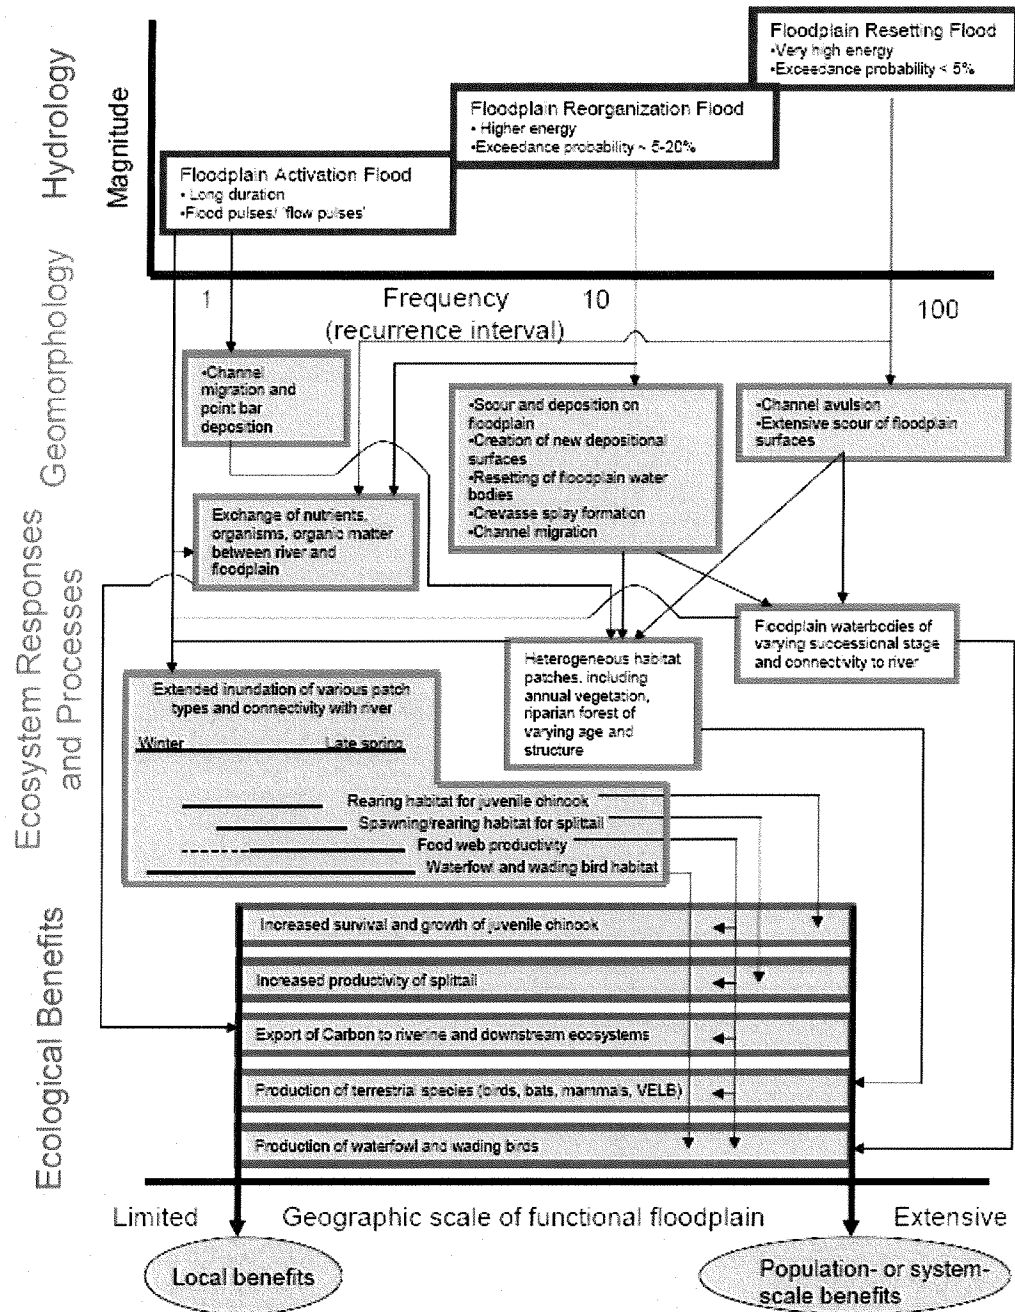 Hydrology
Magnitude
Floodplain Resetting Flood
•Very high energy
•Exceedance probability < 5%
Floodplain Reorganization Flood
• Higher energy
•Exceedance probability ~ 5-20%
Floodplain Activation Flood
• Long duration
•Flood pulses/ 'flow pulses'
1
Frequency
10
100
(recurrence interval)
Geomorphology
•Channel
migration and
point bar
deposition
•Scour and deposition on
floodplain
•Creation of new depositional
surfaces
•Resetting of floodplain water
bodies
•Crevasse splay formation
•Channel migration
•Channel avulsion
•Extensive scour of floodplain
surfaces
Ecosystem Responses
and Processes
Exchange of nutrients,
organisms, organic matter
between river and
floodplain
Heterogeneous habitat
patches, including
annual vegetation,
riparian forest of
varying age and
structure
Floodplain waterbodies of
varying successional stage
and connectivity to river
Extended inundation of various patch
types and connectivity with river
Winter
Late spring
Rearing habitat for juvenile chinook
Spawning/rearing habitat for splittail
Food web productivity
Waterfowl and wading bird habitat
Ecological Benefits
Increased survival and growth of juvenile chinook
Increased productivity of splittail
Export of Carbon to riverine and downstream ecosystems
Production of terrestrial species (birds, bats, mammals, VELB)
Production of waterfowl and wading birds
Limited
Geographic scale of functional floodplain
Extensive
Local benefits
Population- or system-
scale benefits